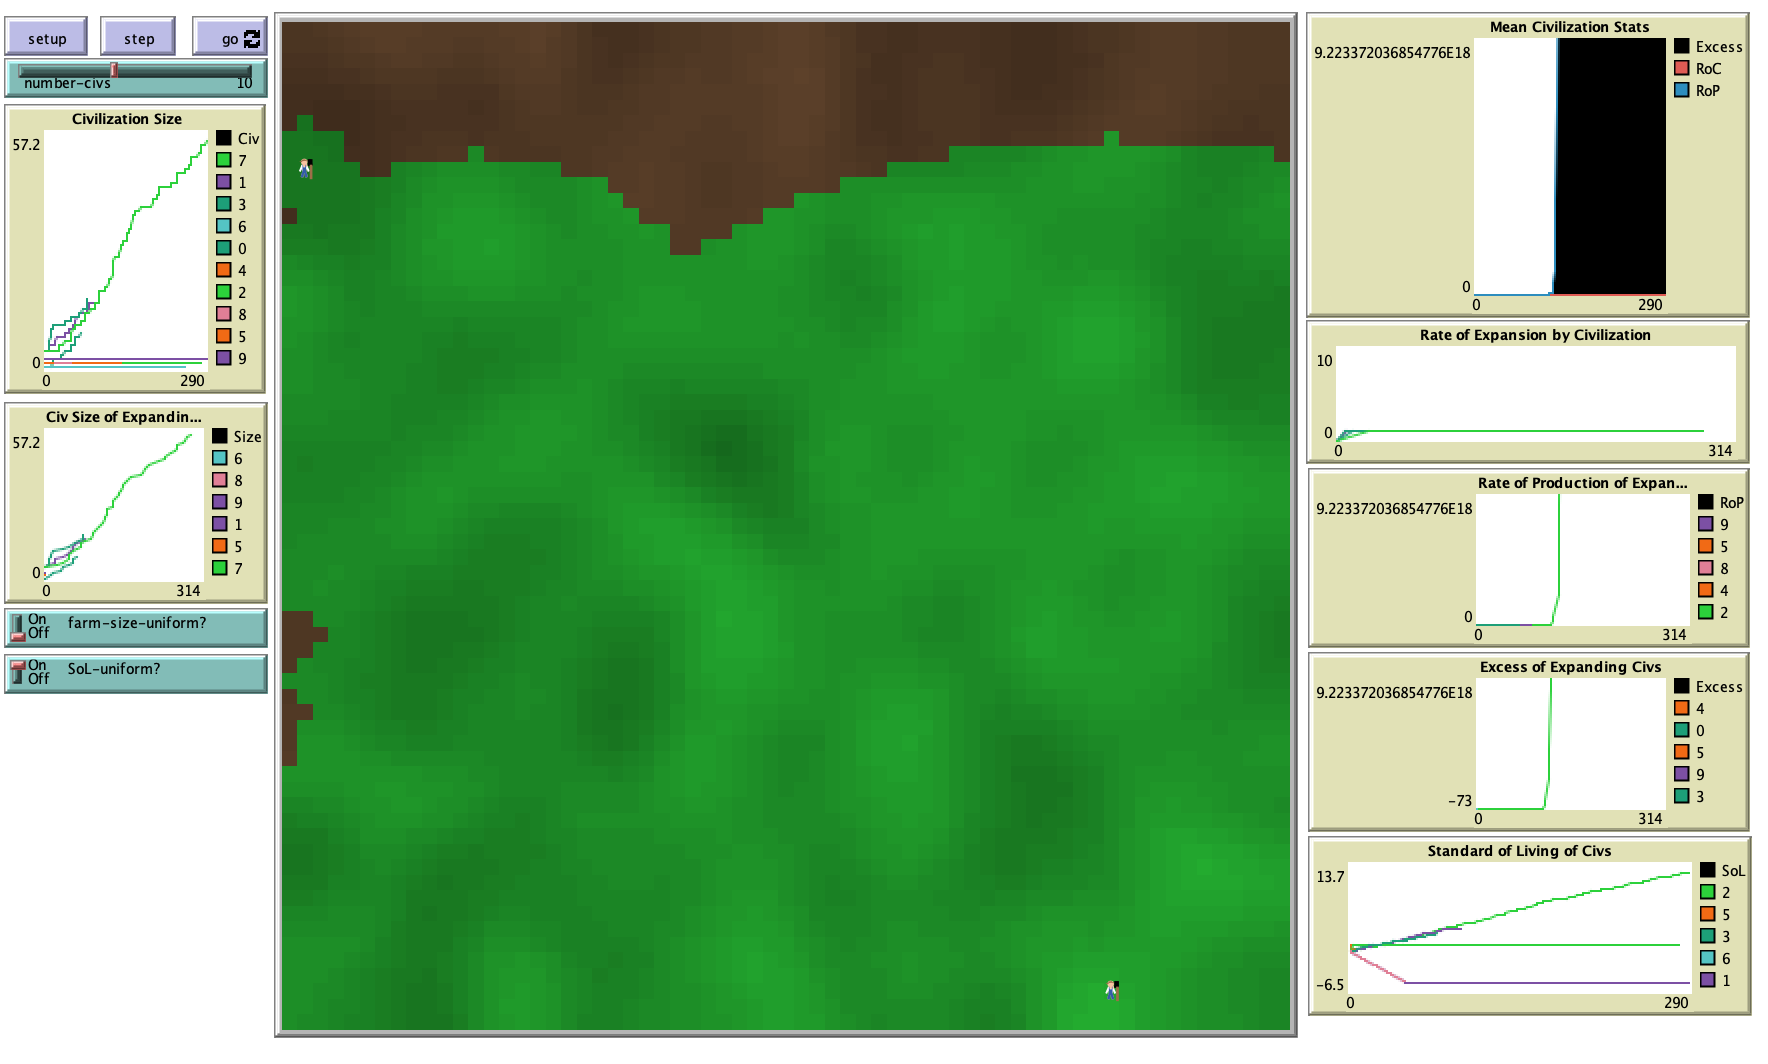 setup
step
go
number-civs
10
Civilization Size
57.2
0
0
290
Civ
7
1
3
6
0
4
2
8
5
9
Civ Size of Expandin...
57.2
0
0
314
Size
6
8
9
1
5
7
On
Off
farm-size-uniform?
On
Off
SoL-uniform?
Mean Civilization Stats
9.223372036854776E18
0
0
290
Excess
RoC
RoP
Rate of Expansion by Civilization
10
0
0
314
Rate of Production of Expan...
9.223372036854776E18
0
0
314
RoP
9
5
8
4
2
Excess of Expanding Civs
9.223372036854776E18
-73
0
314
Excess
4
0
5
9
3
Standard of Living of Civs
13.7
-6.5
0
290
SoL
2
5
3
6
1